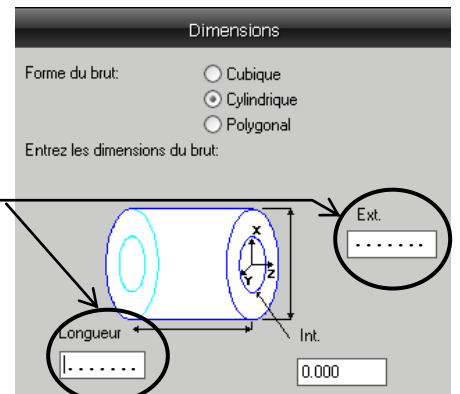 Dimensions
Forme du brut:
Cubique
Cylindrique
Polygonal
Entrez les dimensions du brut:
Ext.
.......
X
Y
Z
Longueur
.......
Int.
0.000